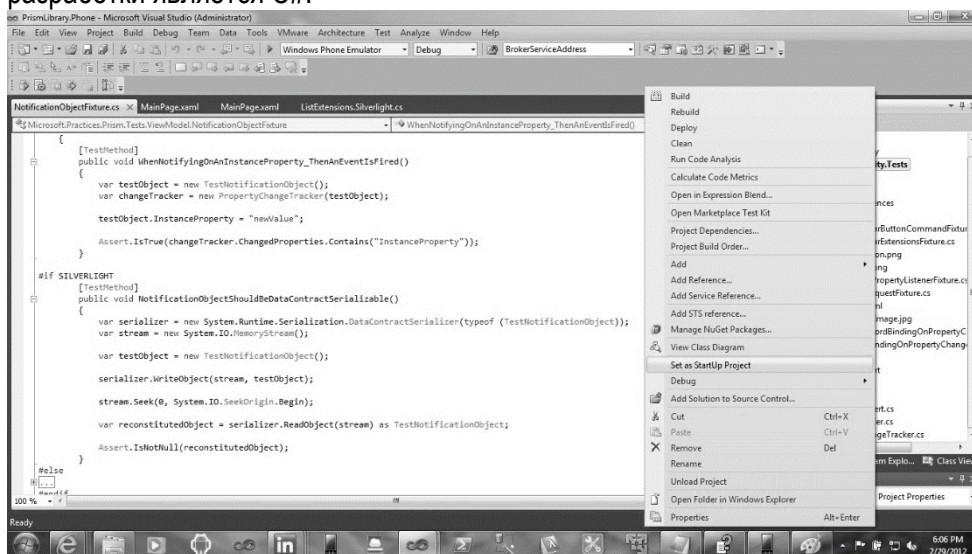 разработки является C#.
PrismLibrary.Phone - Microsoft Visual Studio (Administrator)
File Edit View Project Build Debug Team Data Tools VMware Architecture Test Analyze Window Help
Windows Phone Emulator Debug BrokerServiceAddress
NotificationObjectFixture.cs MainPage.xaml MainPage.xaml ListExtensions.Silverlight.cs
Microsoft.Practices.Prism.Tests.ViewModel.NotificationObjectFixture WhenNotifyingOnAnInstanceProperty_ThenAnEventIsFired()
{
[TestMethod]
public void WhenNotifyingOnAnInstanceProperty_ThenAnEventIsFired()
{
var testObject = new TestNotificationObject();
var changeTracker = new PropertyChangeTracker(testObject);
testObject.InstanceProperty = "newValue";
Assert.IsTrue(changeTracker.ChangedProperties.Contains("InstanceProperty"));
}
#if SILVERLIGHT
[TestMethod]
public void NotificationObjectShouldBeDataContractSerializable()
{
var serializer = new System.Runtime.Serialization.DataContractSerializer(typeof (TestNotificationObject));
var stream = new System.IO.MemoryStream();
var testObject = new TestNotificationObject();
serializer.WriteObject(stream, testObject);
stream.Seek(0, System.IO.SeekOrigin.Begin);
var reconstitutedObject = serializer.ReadObject(stream) as TestNotificationObject;
Assert.IsNotNull(reconstitutedObject);
}
#else
...
#endif
100 %
Build
Rebuild
Deploy
Clean
Run Code Analysis
Calculate Code Metrics
Open in Expression Blend...
Open Marketplace Test Kit
Project Dependencies...
Project Build Order...
Add
Add Reference...
Add Service Reference...
Add STS reference...
Manage NuGet Packages...
View Class Diagram
Set as StartUp Project
Debug
Add Solution to Source Control...
Cut Ctrl+X
Paste Ctrl+V
Remove Del
Rename
Unload Project
Open Folder in Windows Explorer
Properties Alt+Enter
y
ity.Tests
nces
rButtonCommandFixtur
rExtensionsFixture.cs
on.png
ing
ropertyListenerFixture.cs
questFixture.cs
ml
mage.jpg
ordBindingOnPropertyC
ndingOnPropertyChang
rt
ert.cs
er.cs
geTracker.cs
am Explo... Class View
Project Properties
Ready
6:06 PM